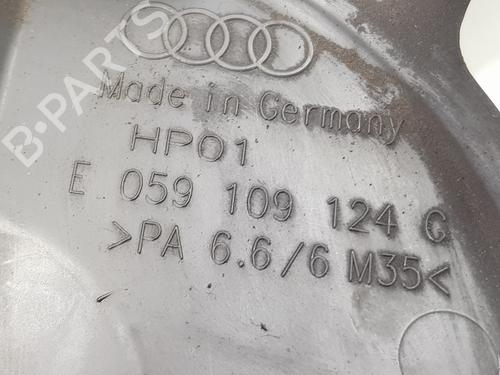 B-PARTS
Made in Germany
HP01
E 059 109 124 G
>PA 6.6/6 M35<